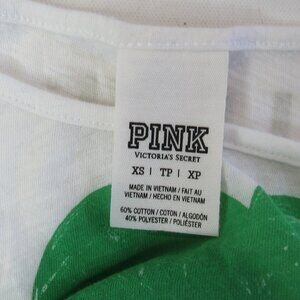 PINK
VICTORIA'S SECRET
XS | TP | XP
MADE IN VIETNAM / FAIT AU
VIETNAM / HECHO EN VIETNAM
60% COTTON / COTON / ALGODÓN
40% POLYESTER / POLIÉSTER